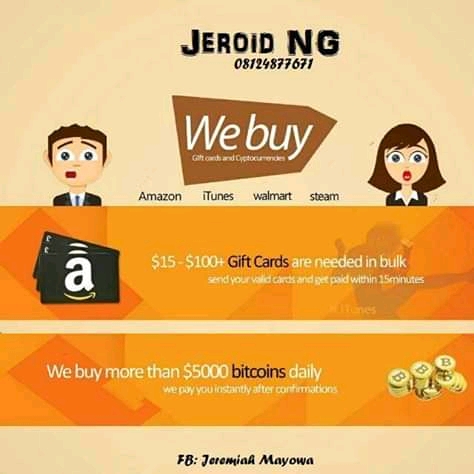 JEROID NG
08124877671
We buy
Gift cards and Cyptocurrencies
Amazon iTunes walmart steam
a
$15 - $100+ Gift Cards are needed in bulk
send your valid cards and get paid within 15minutes
iTunes
We buy more than $5000 bitcoins daily
we pay you instantly after confirmations
FB: Jeremiah Mayowa